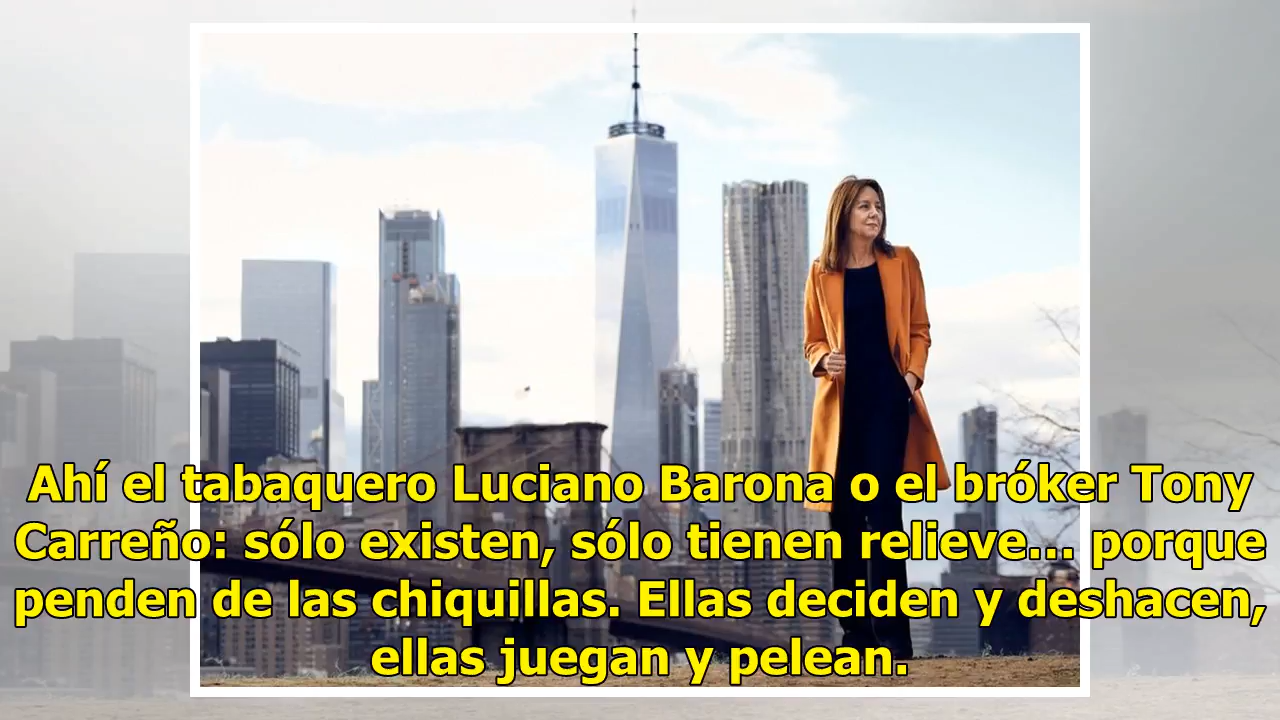 Ahí el tabaquero Luciano Barona o el bróker Tony
Carreño: sólo existen, sólo tienen relieve... porque
penden de las chiquillas. Ellas deciden y deshacen,
ellas juegan y pelean.